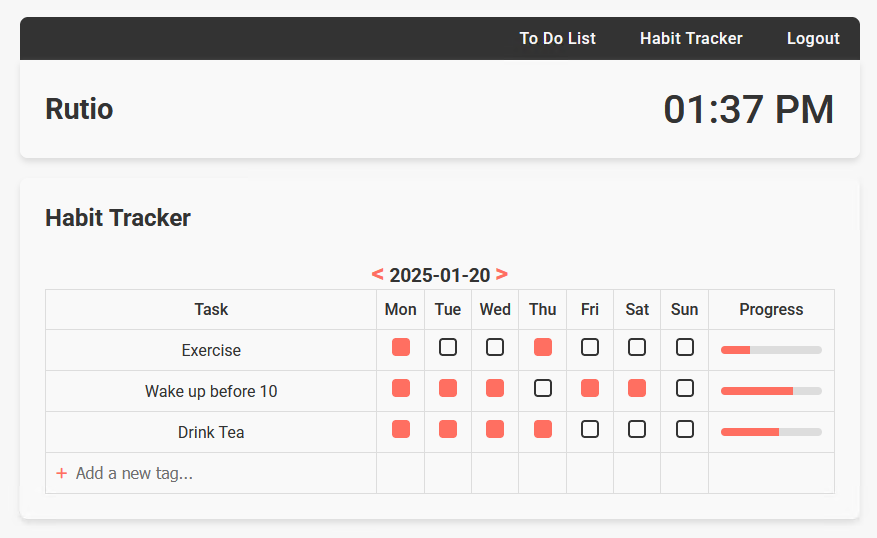 To Do List Habit Tracker Logout
Rutio 01:37 PM
Habit Tracker
< 2025-01-20 >
Task Mon Tue Wed Thu Fri Sat Sun Progress
Exercise
Wake up before 10
Drink Tea
+ Add a new tag...